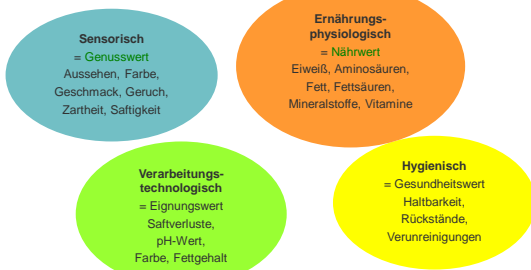 Sensorisch
= Genusswert
Aussehen, Farbe,
Geschmack, Geruch,
Zartheit, Saftigkeit
Ernährungs-
physiologisch
= Nährwert
Eiweiß, Aminosäuren,
Fett, Fettsäuren,
Mineralstoffe, Vitamine
Verarbeitungs-
technologisch
= Eignungswert
Saftverluste,
pH-Wert,
Farbe, Fettgehalt
Hygienisch
= Gesundheitswert
Haltbarkeit,
Rückstände,
Verunreinigungen